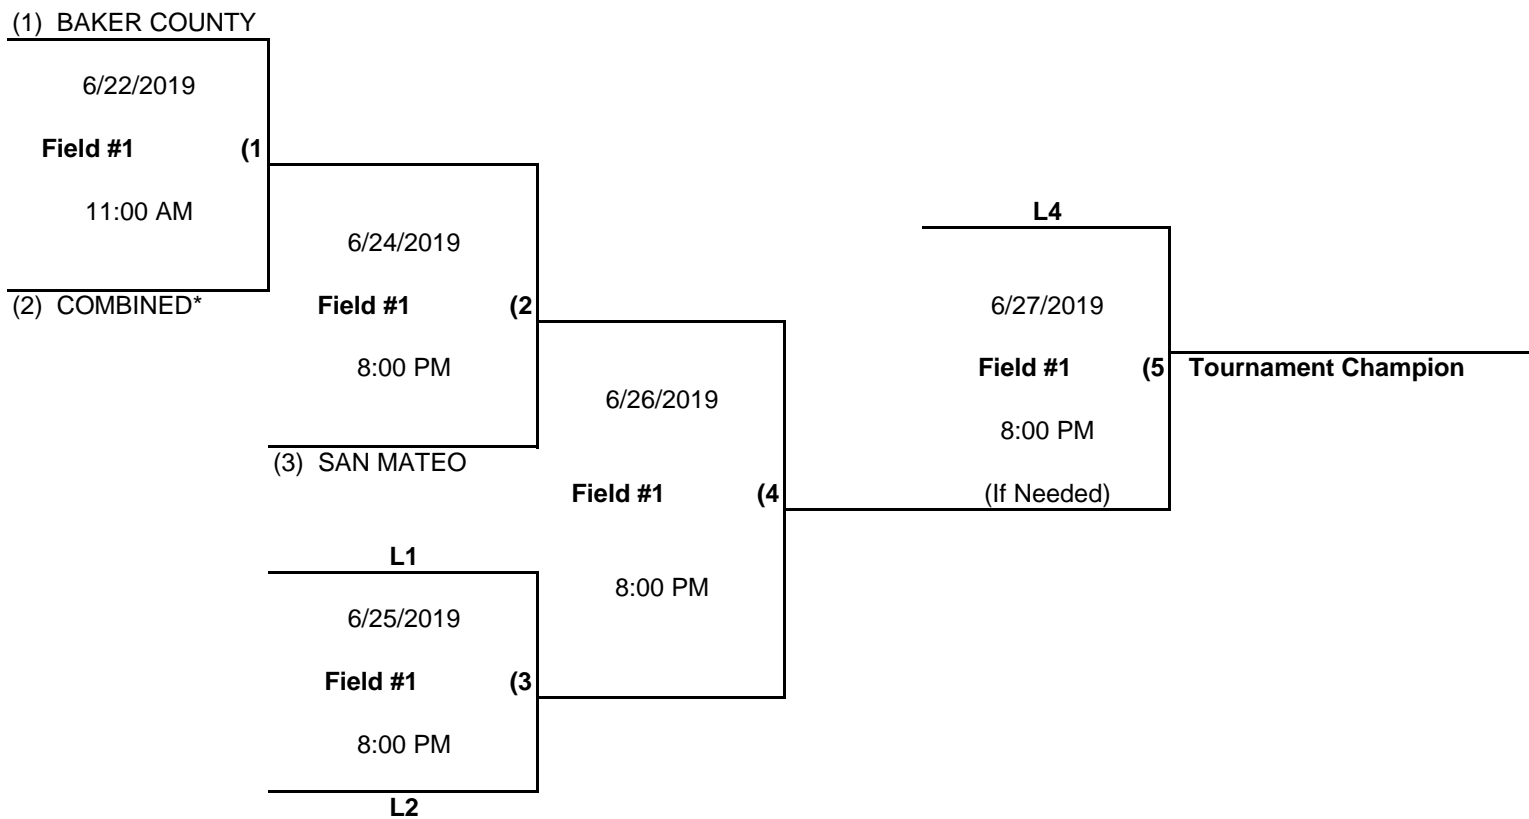 (1) BAKER COUNTY
6/22/2019
Field #1 (1
11:00 AM
(2) COMBINED*
6/24/2019
Field #1 (2
8:00 PM
(3) SAN MATEO
L1
6/25/2019
Field #1 (3
8:00 PM
L2
6/26/2019
Field #1 (4
8:00 PM
L4
6/27/2019
Field #1 (5 Tournament Champion
8:00 PM
(If Needed)